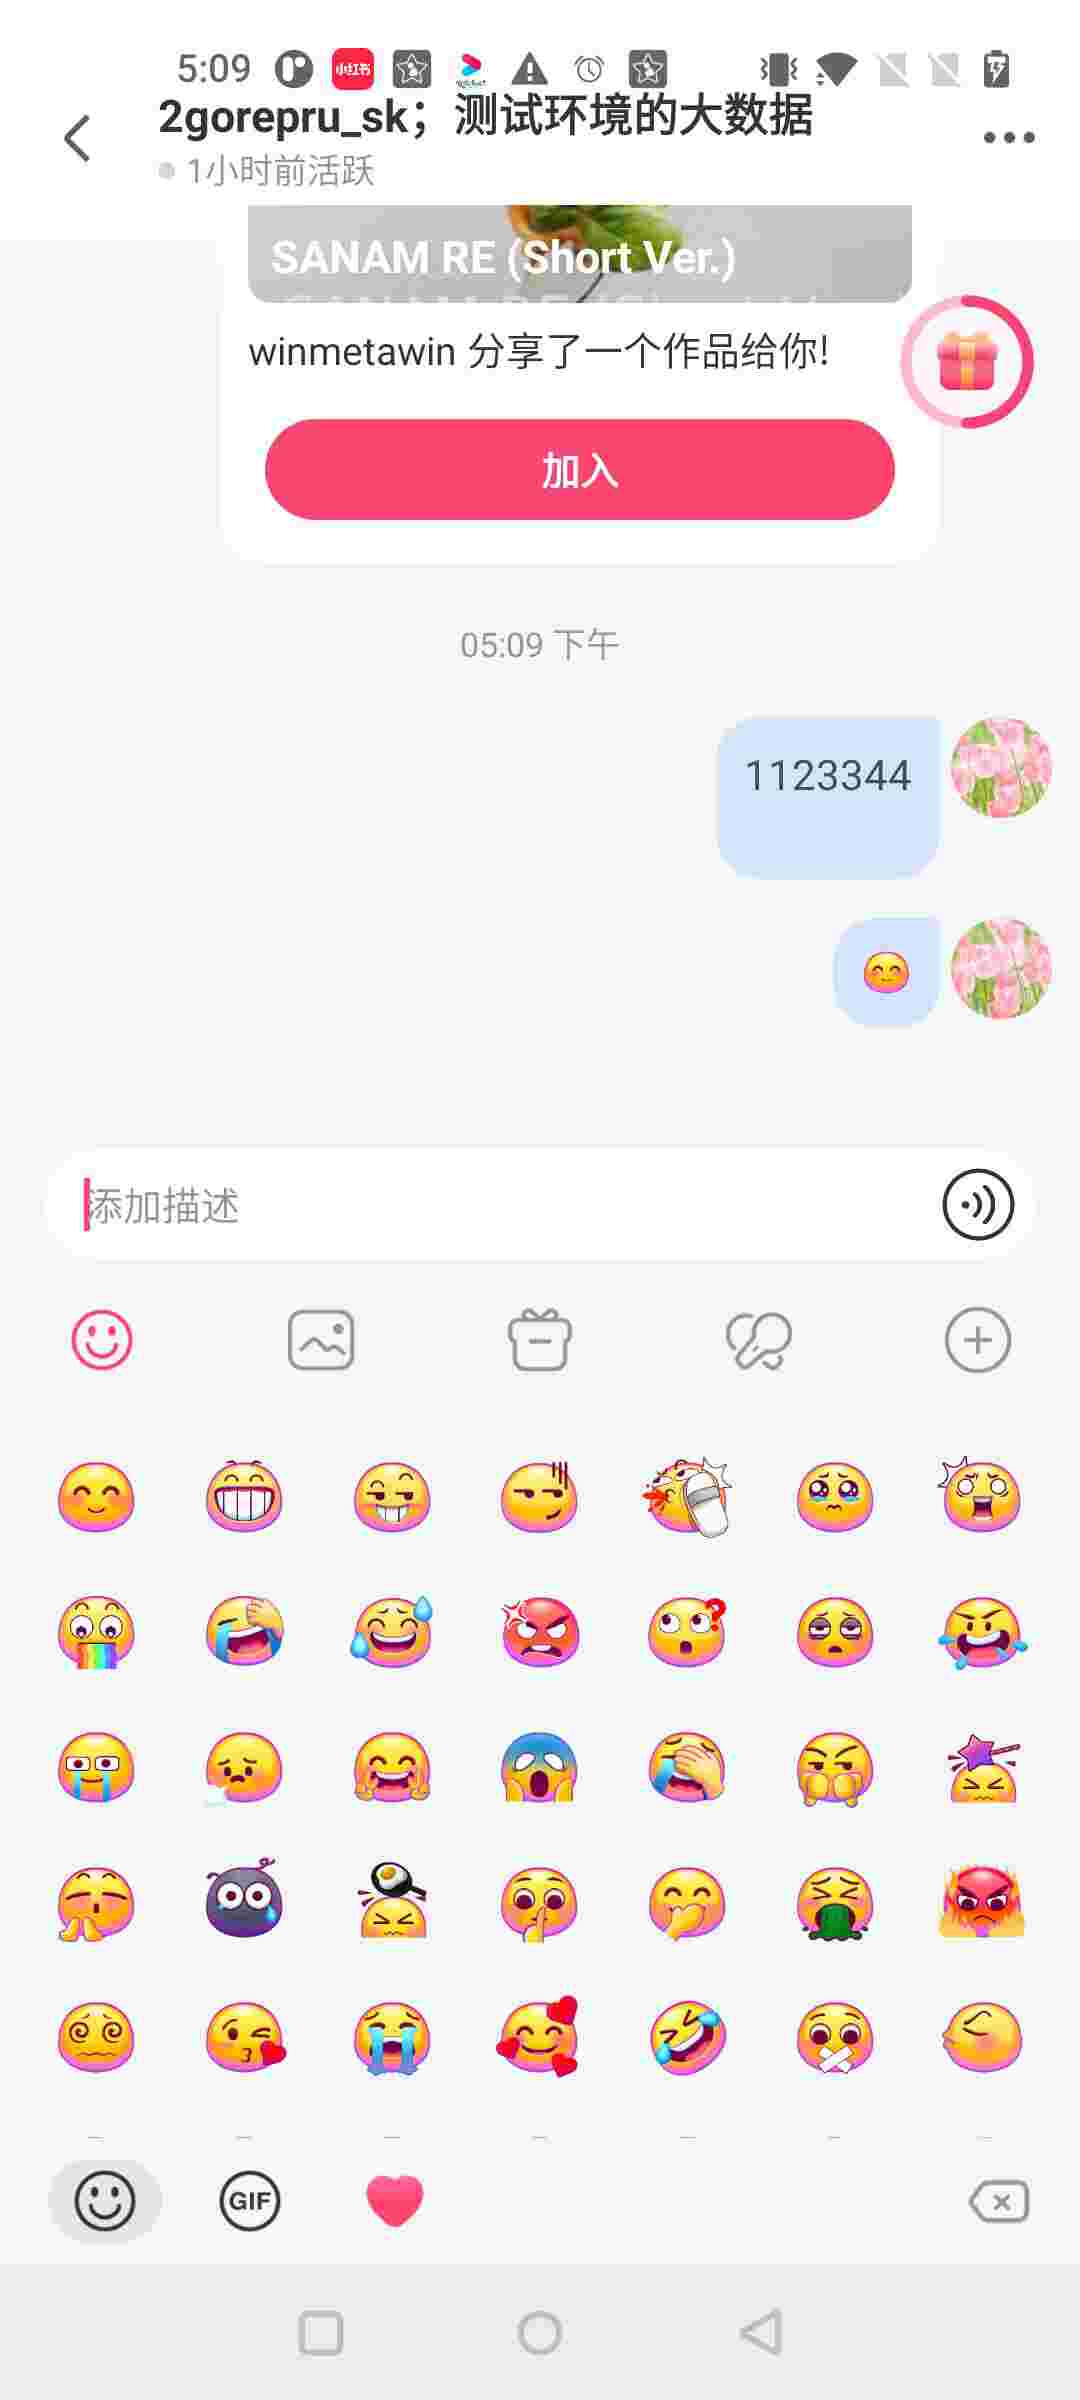 5:09
小红书
2gorepru_sk；测试环境的大数据
1小时前活跃
SANAM RE (Short Ver.)
winmetawin 分享了一个作品给你!
加入
05:09 下午
1123344
添加描述
GIF